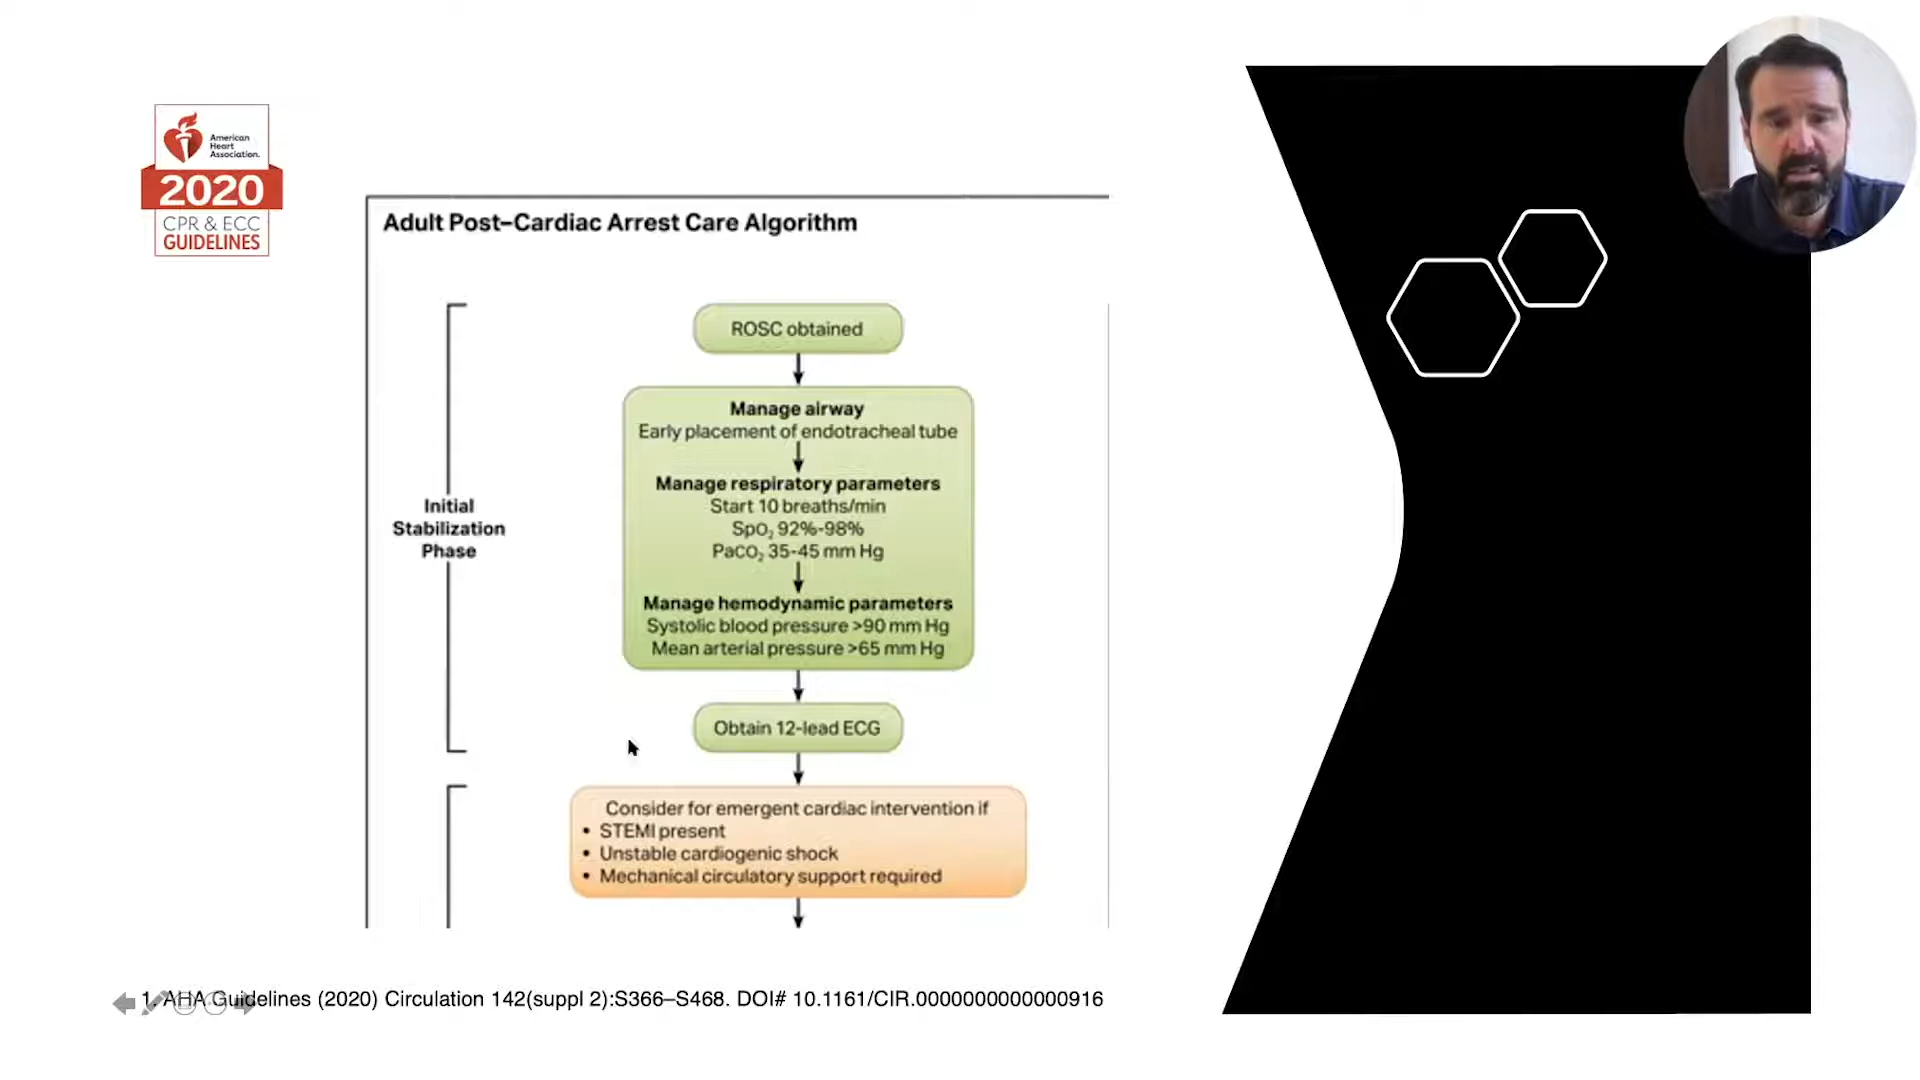 American
Heart
Association.
2020
CPR & ECC
GUIDELINES
Adult Post–Cardiac Arrest Care Algorithm
ROSC obtained
Manage airway
Early placement of endotracheal tube
Manage respiratory parameters
Start 10 breaths/min
SpO₂ 92%-98%
PaCO₂ 35-45 mm Hg
Manage hemodynamic parameters
Systolic blood pressure >90 mm Hg
Mean arterial pressure >65 mm Hg
Initial
Stabilization
Phase
Obtain 12-lead ECG
Consider for emergent cardiac intervention if
• STEMI present
• Unstable cardiogenic shock
• Mechanical circulatory support required
1. AHA Guidelines (2020) Circulation 142(suppl 2):S366–S468. DOI# 10.1161/CIR.0000000000000916